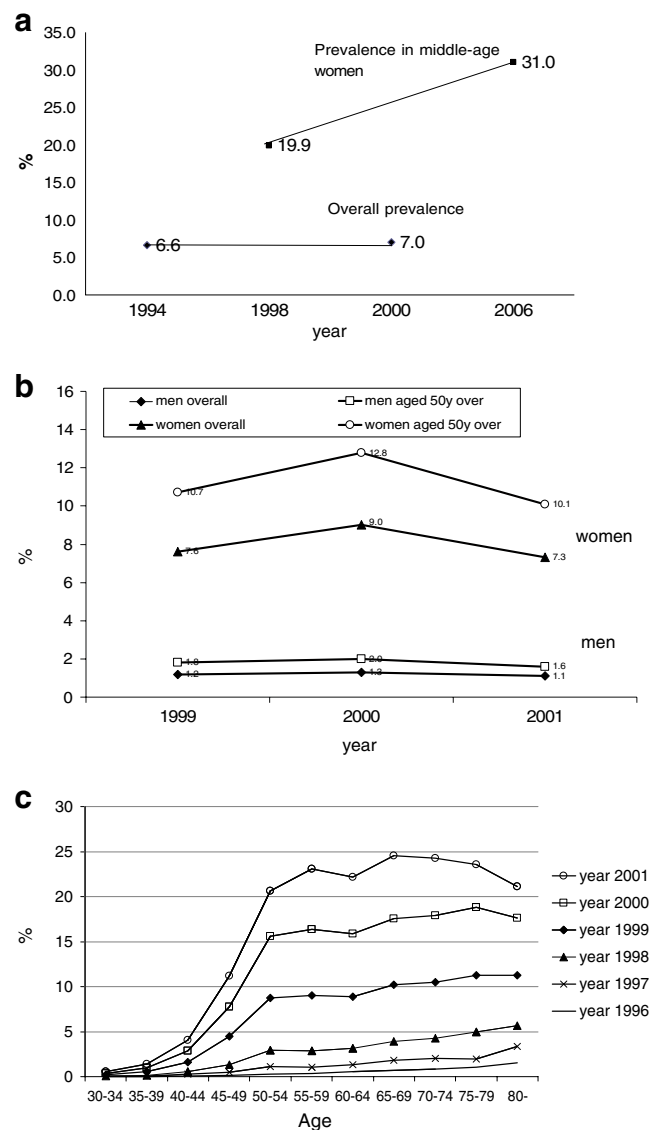 a
35.0
30.0
25.0
20.0
15.0
10.0
5.0
0.0
%
Prevalence in middle-age
women
31.0
19.9
Overall prevalence
6.6
7.0
1994 1998 2000 2006
year
b
16
14
12
10
8
6
4
2
0
%
men overall men aged 50y over
women overall women aged 50y over
10.7 12.8 10.1
7.6 9.0 7.3
women
men
1.8 2.0 1.6
1.2 1.3 1.1
1999 2000 2001
year
c
30
25
20
15
10
5
0
%
year 2001
year 2000
year 1999
year 1998
year 1997
year 1996
30-34 35-39 40-44 45-49 50-54 55-59 60-64 65-69 70-74 75-79 80-
Age